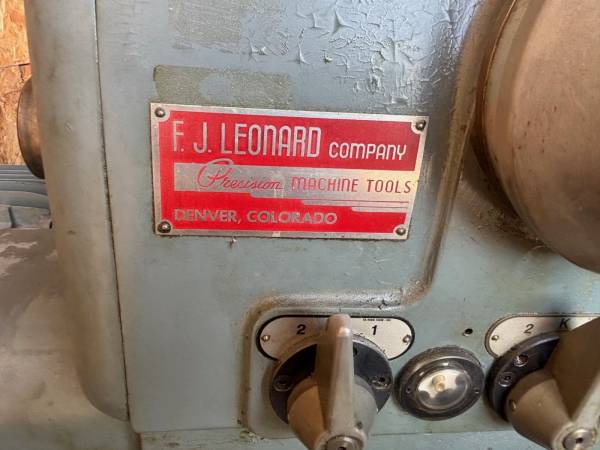 F. J. LEONARD COMPANY
Precision MACHINE TOOLS
DENVER, COLORADO
2 1
2 K